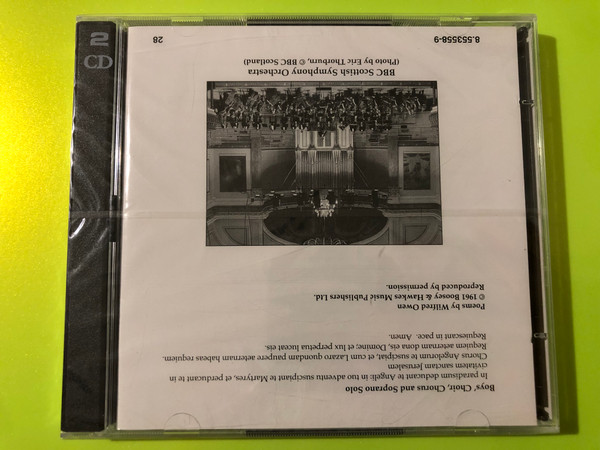 2
CD
Boys' Choir, Chorus and Soprano Solo
In paradisum deducant te Angeli: in tuo adventu suscipiant te Martyres, et perducant te in
civitatem sanctam Jerusalem
Chorus Angelorum te suscipiat, et cum Lazaro quondam paupere aeternam habeas requiem.
Requiem aeternam dona eis, Domine; et lux perpetua luceat eis.
Requiescant in pace. Amen.
Poems by Wilfred Owen
© 1961 Boosey & Hawkes Music Publishers Ltd.
Reproduced by permission.
BBC Scottish Symphony Orchestra
(Photo by Eric Thorburn, © BBC Scotland)
8.553558-9
28